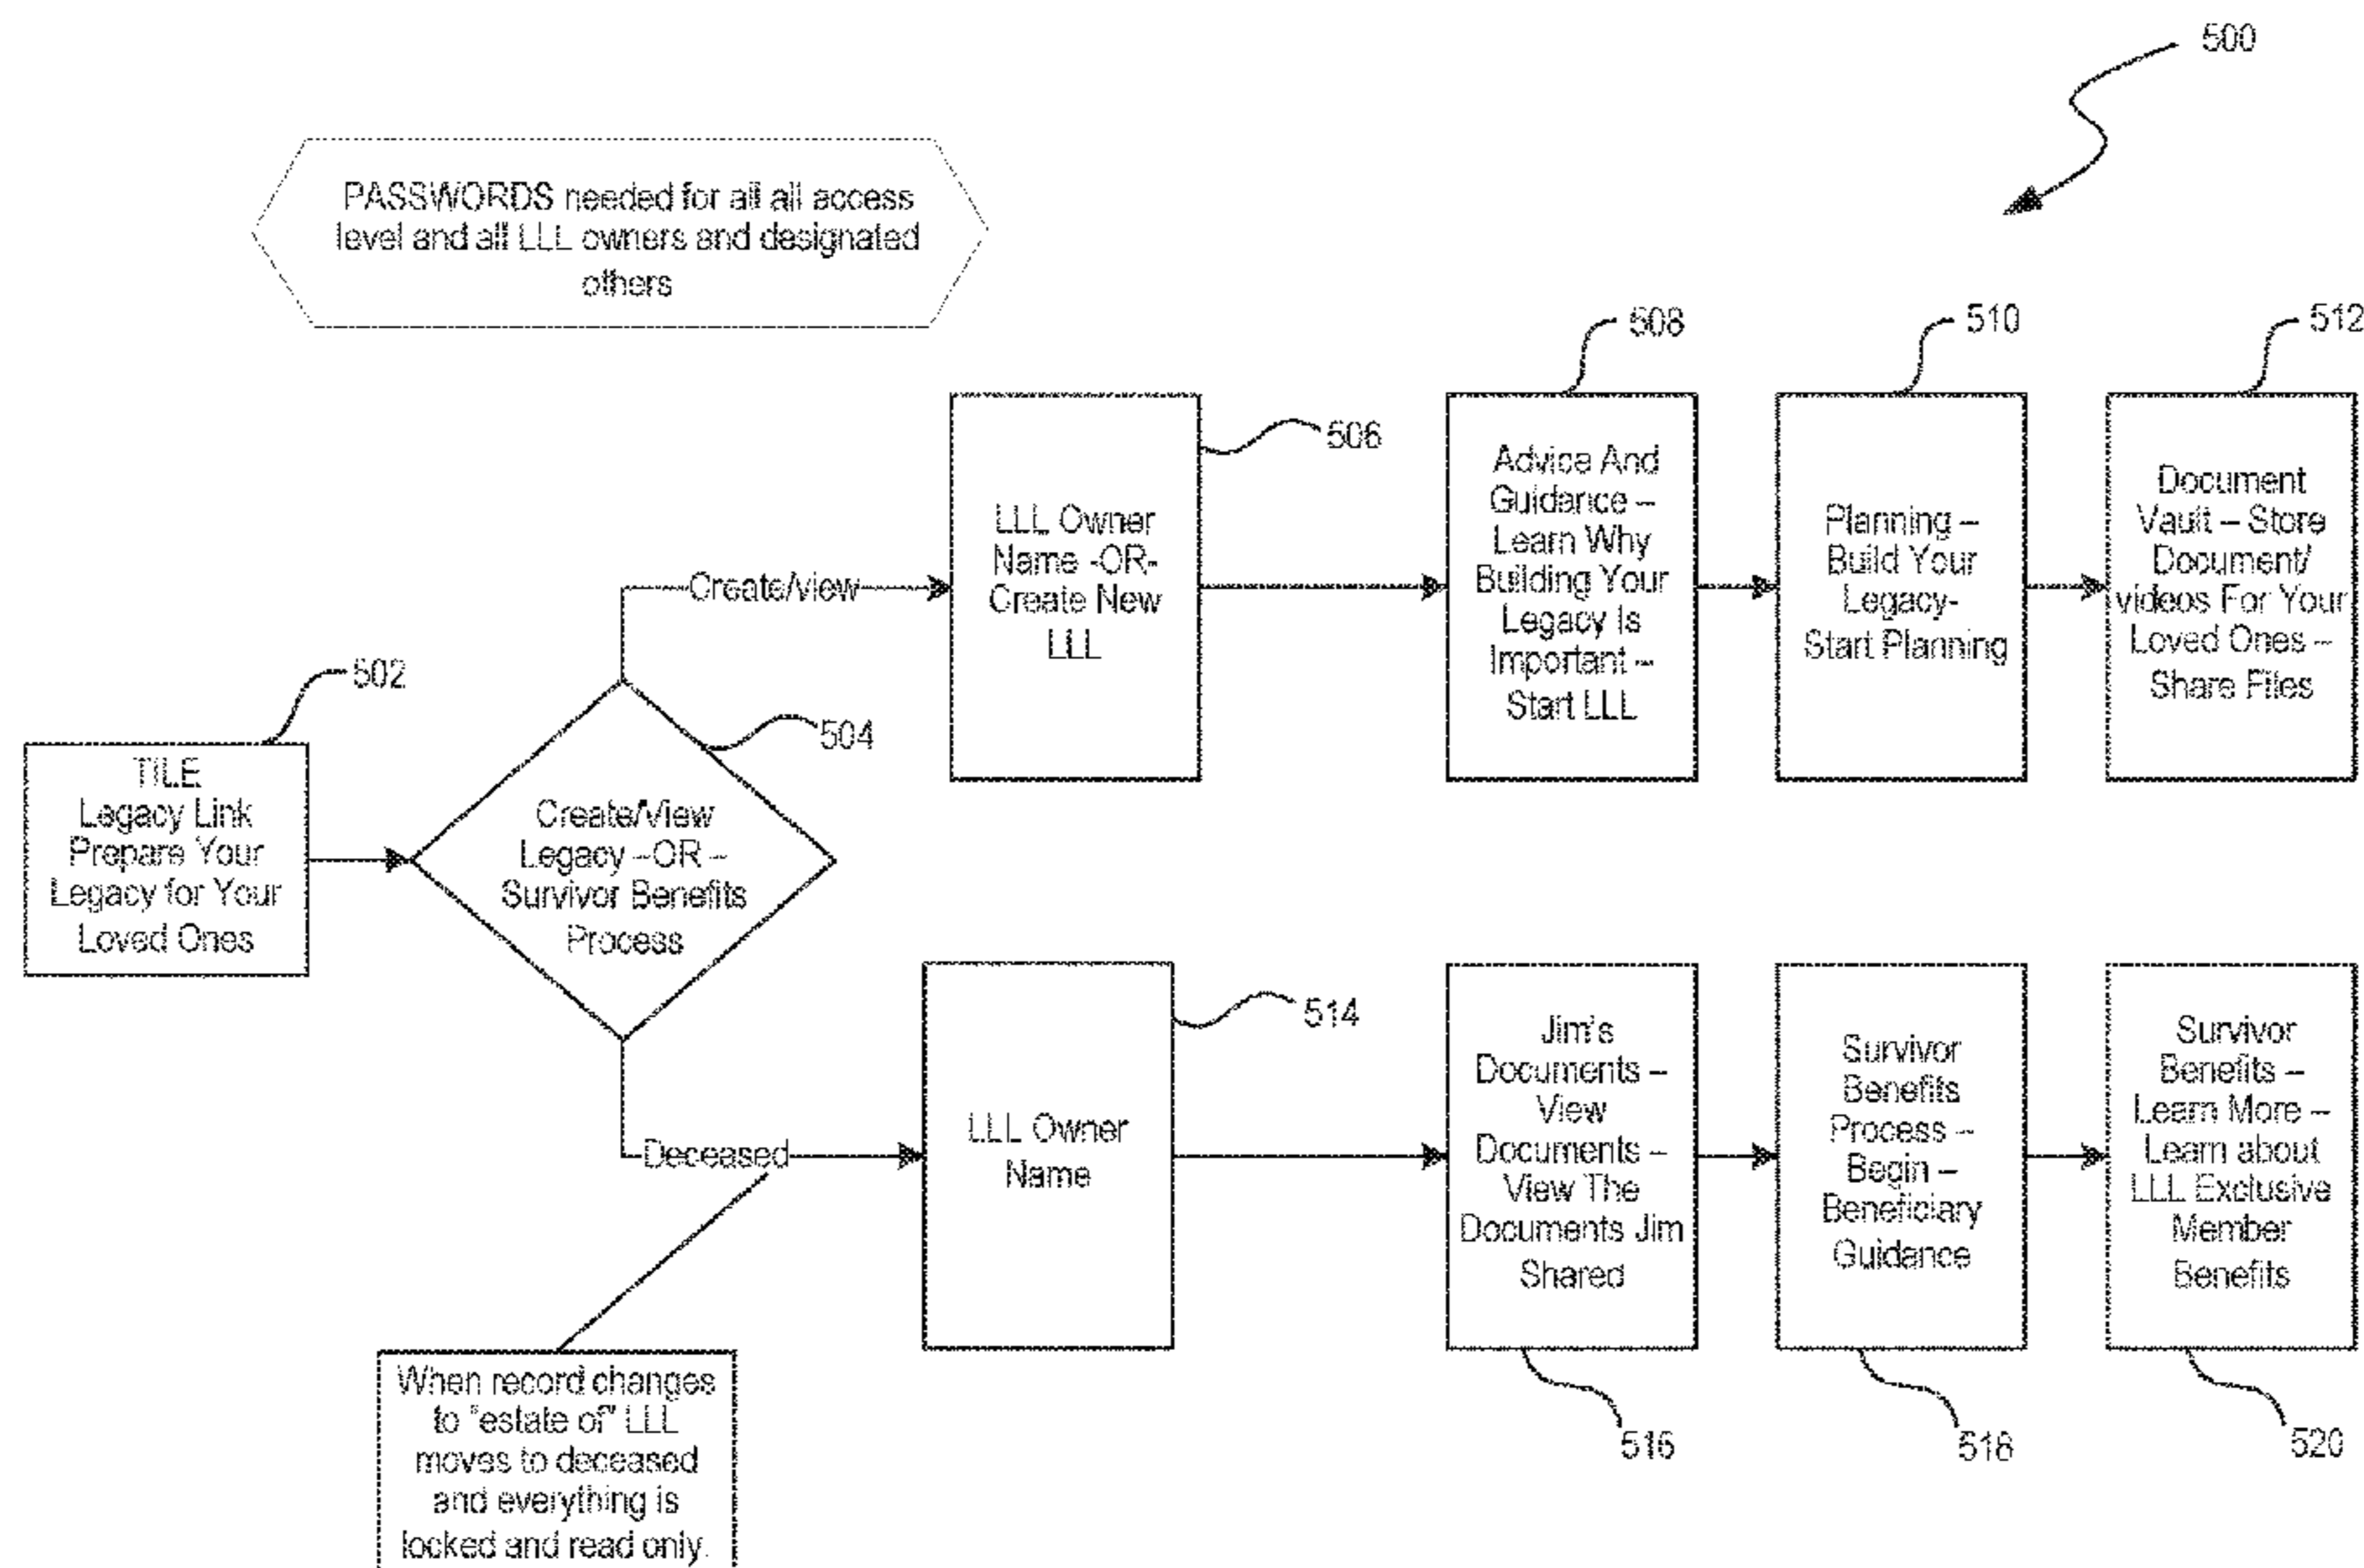 500
PASSWORDS needed for all all access
level and all LLL owners and designated
others
508
510
512
506
LLL Owner
Name -OR-
Create New
LLL
Advice And
Guidance –
Learn Why
Building Your
Legacy Is
Important –
Start LLL
Planning –
Build Your
Legacy-
Start Planning
Document
Vault – Store
Document/
videos For Your
Loved Ones –
Share Files
Create/view
502
504
TILE
Legacy Link
Prepare Your
Legacy for Your
Loved Ones
Create/View
Legacy –OR –
Survivor Benefits
Process
514
Deceased
LLL Owner
Name
Jim's
Documents –
View
Documents –
View The
Documents Jim
Shared
Survivor
Benefits
Process –
Begin –
Beneficiary
Guidance
Survivor
Benefits –
Learn More –
Learn about
LLL Exclusive
Member
Benefits
When record changes
to "estate of" LLL
moves to deceased
and everything is
locked and read only.
516
518
520